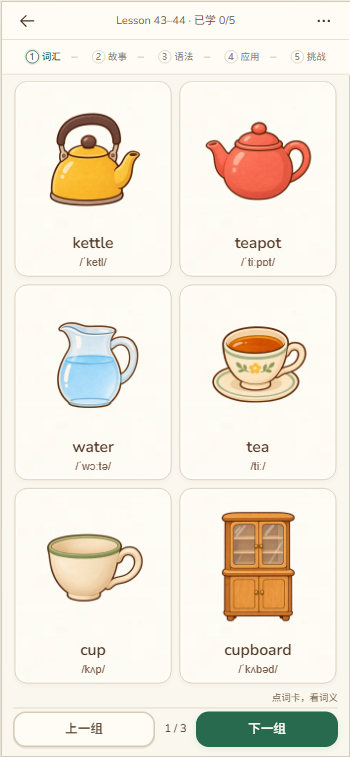 Lesson 43–44 · 已学 0/5
1 词汇 — 2 故事 — 3 语法 — 4 应用 — 5 挑战
kettle teapot
/ˈketl/ /ˈtiːpɒt/
water tea
/ˈwɔːtə/ /tiː/
cup cupboard
/kʌp/ /ˈkʌbəd/
点词卡，看词义
上一组 1 / 3 下一组